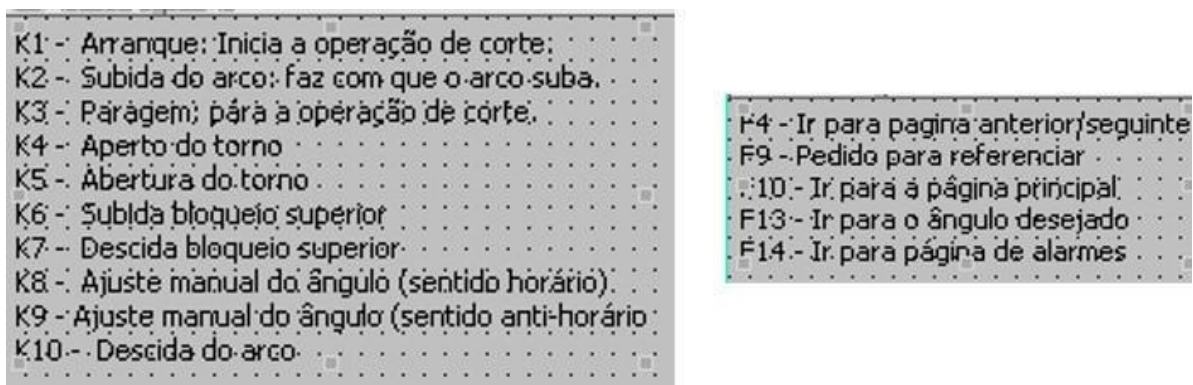 K1 - Arranque: Inicia a operação de corte.
K2 - Subida do arco: faz com que o arco suba.
K3 - Paragem: pára a operação de corte.
K4 - Aperto do torno
K5 - Abertura do torno
K6 - Subida bloqueio superior
K7 - Descida bloqueio superior
K8 - Ajuste manual do ângulo (sentido horário).
K9 - Ajuste manual do ângulo (sentido anti-horário
K10 - Descida do arco
F4 - Ir para pagina anterior/seguinte
F9 - Pedido para referenciar
F10 - Ir para a página principal
F13 - Ir para o ângulo desejado
F14 - Ir para página de alarmes